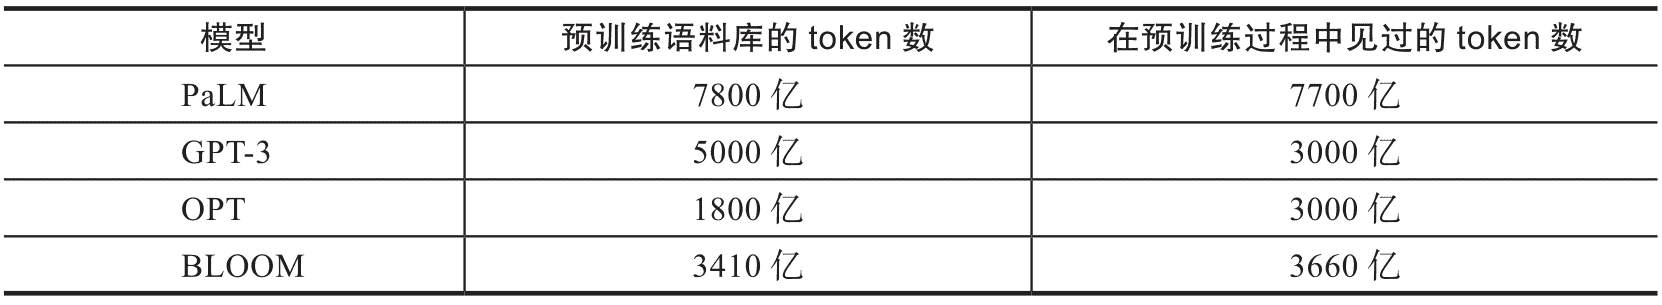 模型 预训练语料库的 token 数 在预训练过程中见过的 token 数
PaLM 7800 亿 7700 亿
GPT-3 5000 亿 3000 亿
OPT 1800 亿 3000 亿
BLOOM 3410 亿 3660 亿